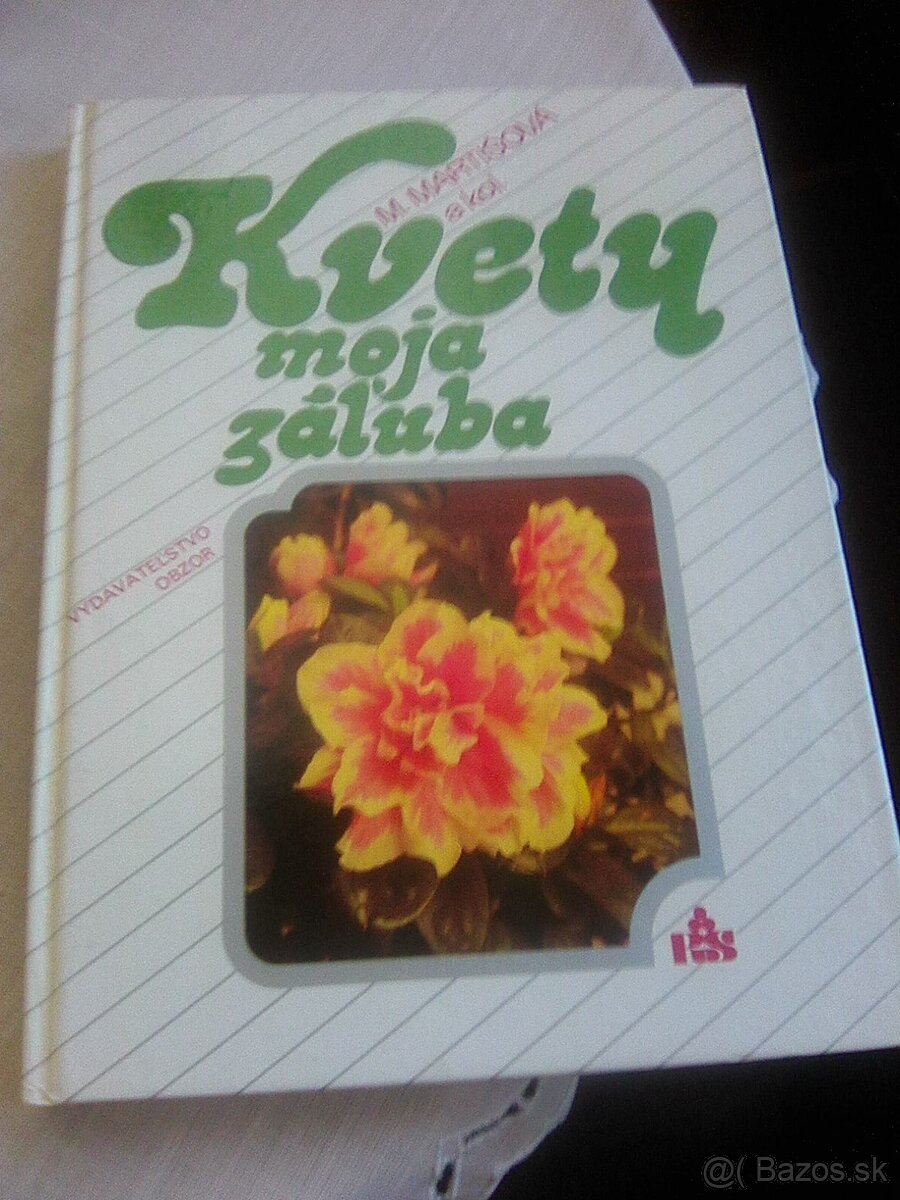 M. MARTIŠOVÁ
a kol.
Kvety
moja
záľuba
VYDAVATEĽSTVO
OBZOR
@( Bazos.sk